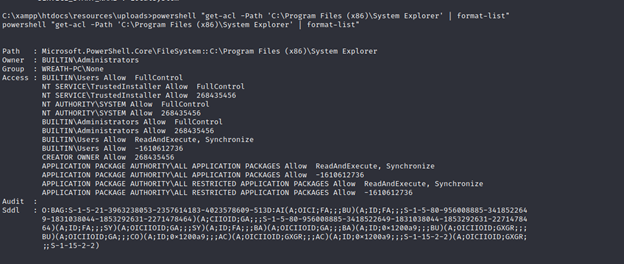 C:\xampp\htdocs\resources\uploads>powershell "get-acl -Path 'C:\Program Files (x86)\System Explorer' | format-list"
powershell "get-acl -Path 'C:\Program Files (x86)\System Explorer' | format-list"
Path : Microsoft.PowerShell.Core\FileSystem::C:\Program Files (x86)\System Explorer
Owner : BUILTIN\Administrators
Group : WREATH-PC\None
Access : BUILTIN\Users Allow FullControl
NT SERVICE\TrustedInstaller Allow FullControl
NT SERVICE\TrustedInstaller Allow 268435456
NT AUTHORITY\SYSTEM Allow FullControl
NT AUTHORITY\SYSTEM Allow 268435456
BUILTIN\Administrators Allow FullControl
BUILTIN\Administrators Allow 268435456
BUILTIN\Users Allow ReadAndExecute, Synchronize
BUILTIN\Users Allow -1610612736
CREATOR OWNER Allow 268435456
APPLICATION PACKAGE AUTHORITY\ALL APPLICATION PACKAGES Allow ReadAndExecute, Synchronize
APPLICATION PACKAGE AUTHORITY\ALL APPLICATION PACKAGES Allow -1610612736
APPLICATION PACKAGE AUTHORITY\ALL RESTRICTED APPLICATION PACKAGES Allow ReadAndExecute, Synchronize
APPLICATION PACKAGE AUTHORITY\ALL RESTRICTED APPLICATION PACKAGES Allow -1610612736
Audit :
Sddl : O:BAG:S-1-5-21-3963238053-2357614183-4023578609-513D:AI(A;OICI;FA;;;BU)(A;ID;FA;;;S-1-5-80-956008885-341852264
9-1831038044-1853292631-2271478464)(A;CIIOID;GA;;;S-1-5-80-956008885-3418522649-1831038044-1853292631-22714784
64)(A;ID;FA;;;SY)(A;OICIIOID;GA;;;SY)(A;ID;FA;;;BA)(A;OICIIOID;GA;;;BA)(A;ID;0×1200a9;;;BU)(A;OICIIOID;GXGR;;;
BU)(A;OICIIOID;GA;;;CO)(A;ID;0×1200a9;;;AC)(A;OICIIOID;GXGR;;;AC)(A;ID;0×1200a9;;;S-1-15-2-2)(A;OICIIOID;GXGR;
;;S-1-15-2-2)